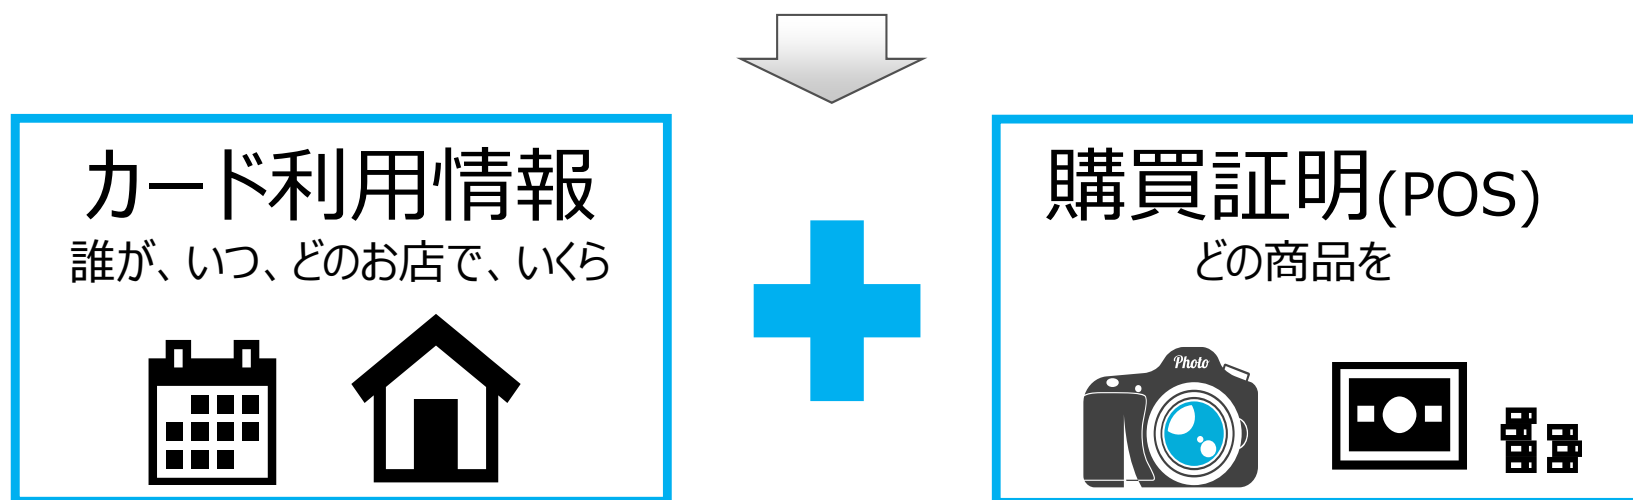 カード利用情報
誰が、いつ、どのお店で、いくら
購買証明(POS)
どの商品を
Photo